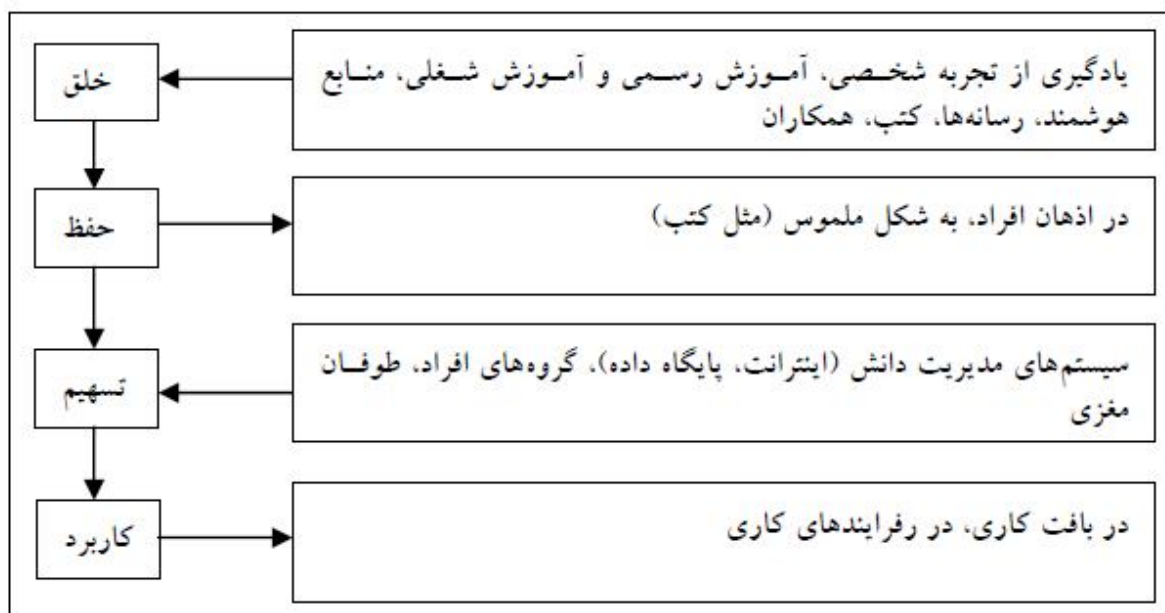 خلق
یادگیری از تجربه شخصی، آموزش رسمی و آموزش شغلی، منابع
هوشمند، رسانه‌ها، کتب، همکاران
حفظ
در اذهان افراد، به شکل ملموس (مثل کتب)
تسهیم
سیستم‌های مدیریت دانش (اینترانت، پایگاه داده)، گروه‌های افراد، طوفان
مغزی
کاربرد
در بافت کاری، در رفرایندهای کاری